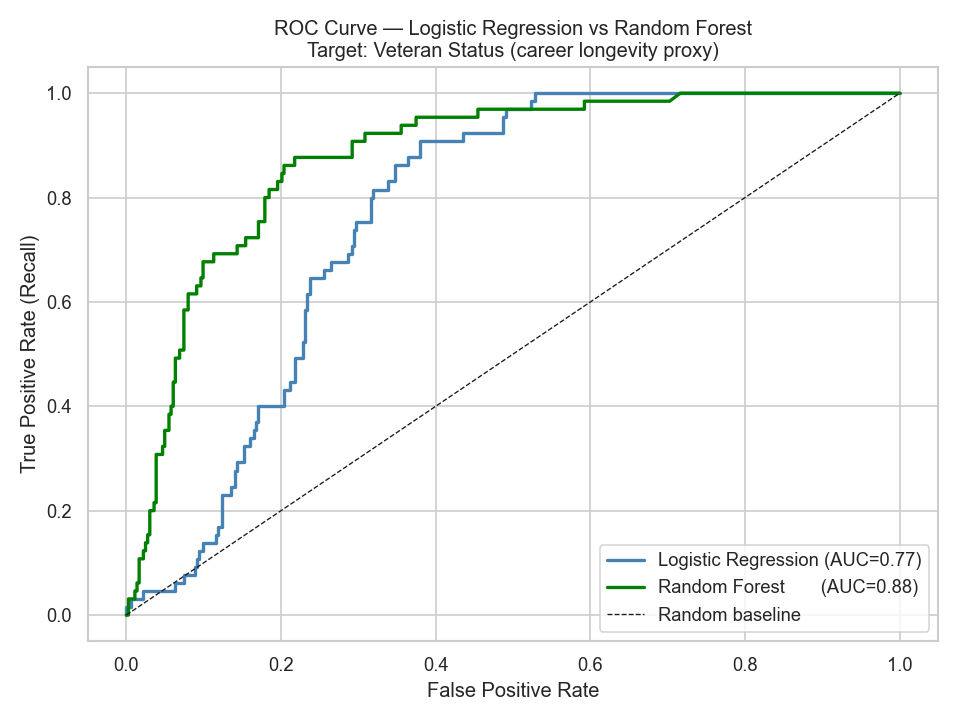 ROC Curve — Logistic Regression vs Random Forest
Target: Veteran Status (career longevity proxy)
True Positive Rate (Recall)
1.0
0.8
0.6
0.4
0.2
0.0
Logistic Regression (AUC=0.77)
Random Forest (AUC=0.88)
Random baseline
0.0 0.2 0.4 0.6 0.8 1.0
False Positive Rate